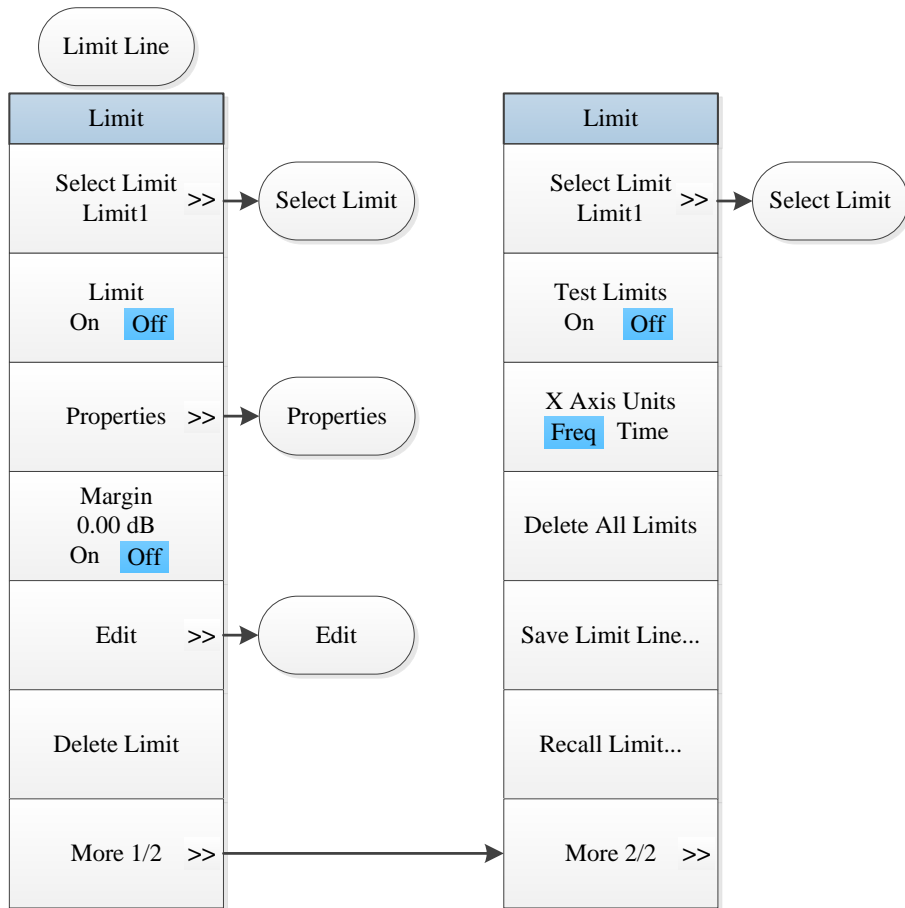 Limit Line
Limit
Select Limit
Limit1
>>
Select Limit
Limit
On Off
Properties >>
Properties
Margin
0.00 dB
On Off
Edit >>
Edit
Delete Limit
More 1/2 >>
Limit
Select Limit
Limit1
>>
Select Limit
Test Limits
On Off
X Axis Units
Freq Time
Delete All Limits
Save Limit Line...
Recall Limit...
More 2/2 >>